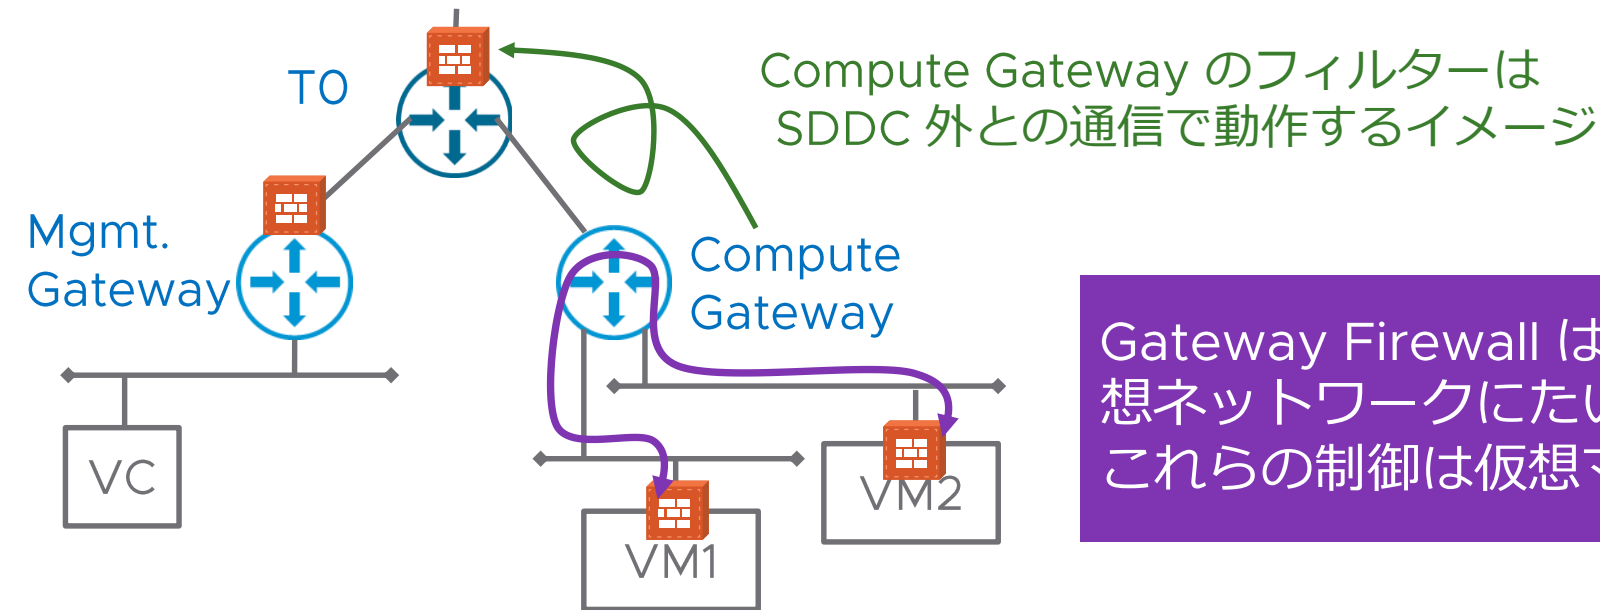 T0
Compute Gateway のフィルターは
SDDC 外との通信で動作するイメージ
Mgmt.
Gateway
Compute
Gateway
Gateway Firewall は
想ネットワークにたい
これらの制御は仮想マ
VC
VM2
VM1